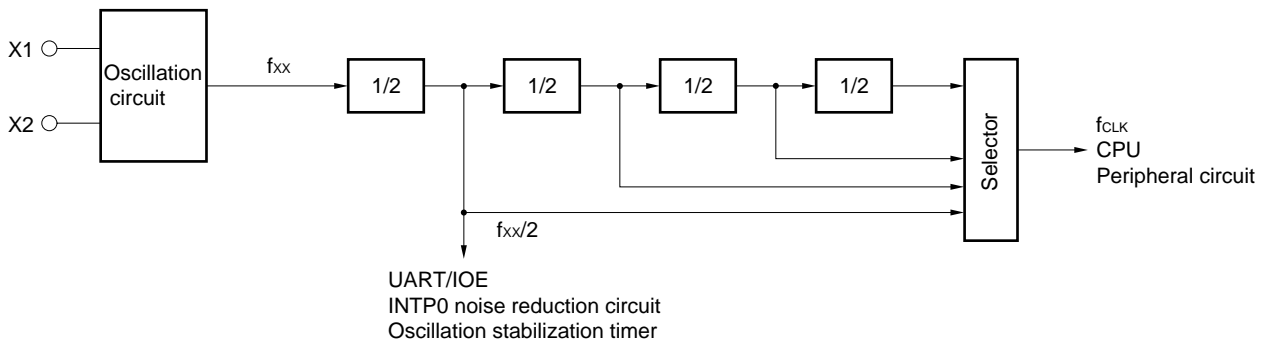 X1
X2
Oscillation
circuit
fXX
1/2
1/2
1/2
1/2
Selector
fCLK
CPU
Peripheral circuit
fXX/2
UART/IOE
INTP0 noise reduction circuit
Oscillation stabilization timer